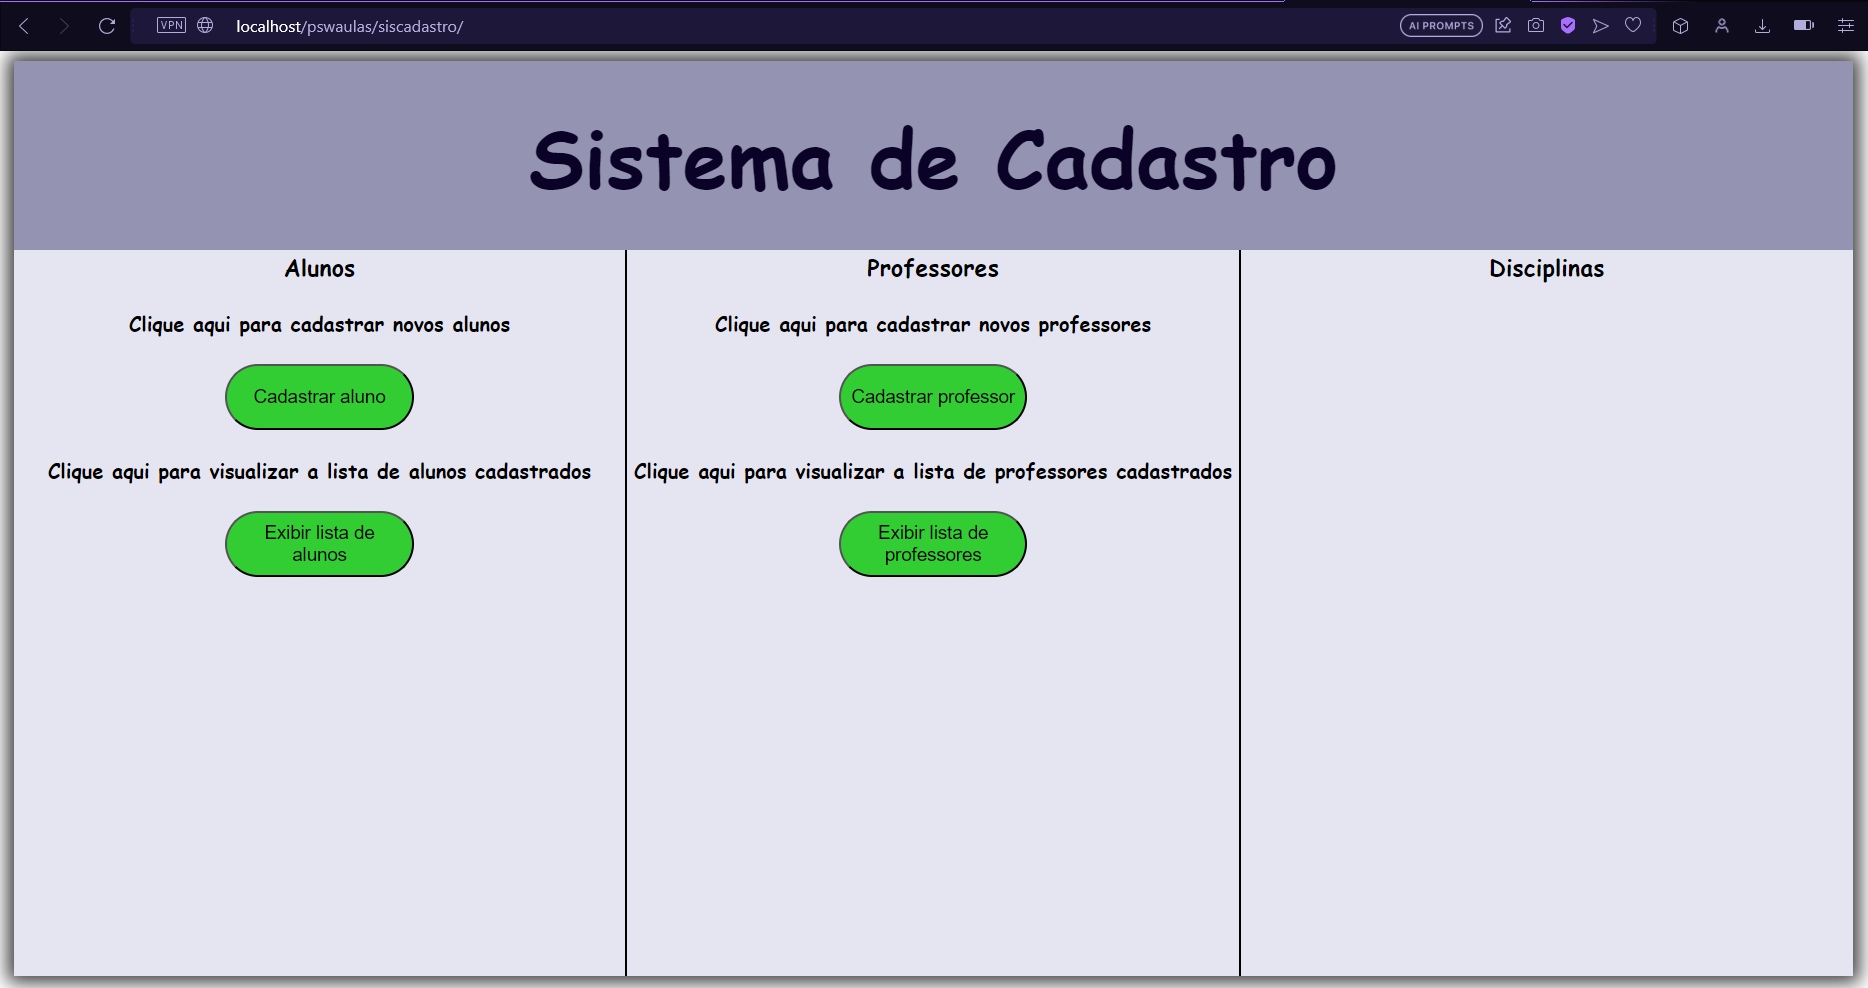 VPN
localhost/pswaulas/siscadastro/
AI PROMPTS
Sistema de Cadastro
Alunos
Clique aqui para cadastrar novos alunos
Cadastrar aluno
Clique aqui para visualizar a lista de alunos cadastrados
Exibir lista de
alunos
Professores
Clique aqui para cadastrar novos professores
Cadastrar professor
Clique aqui para visualizar a lista de professores cadastrados
Exibir lista de
professores
Disciplinas